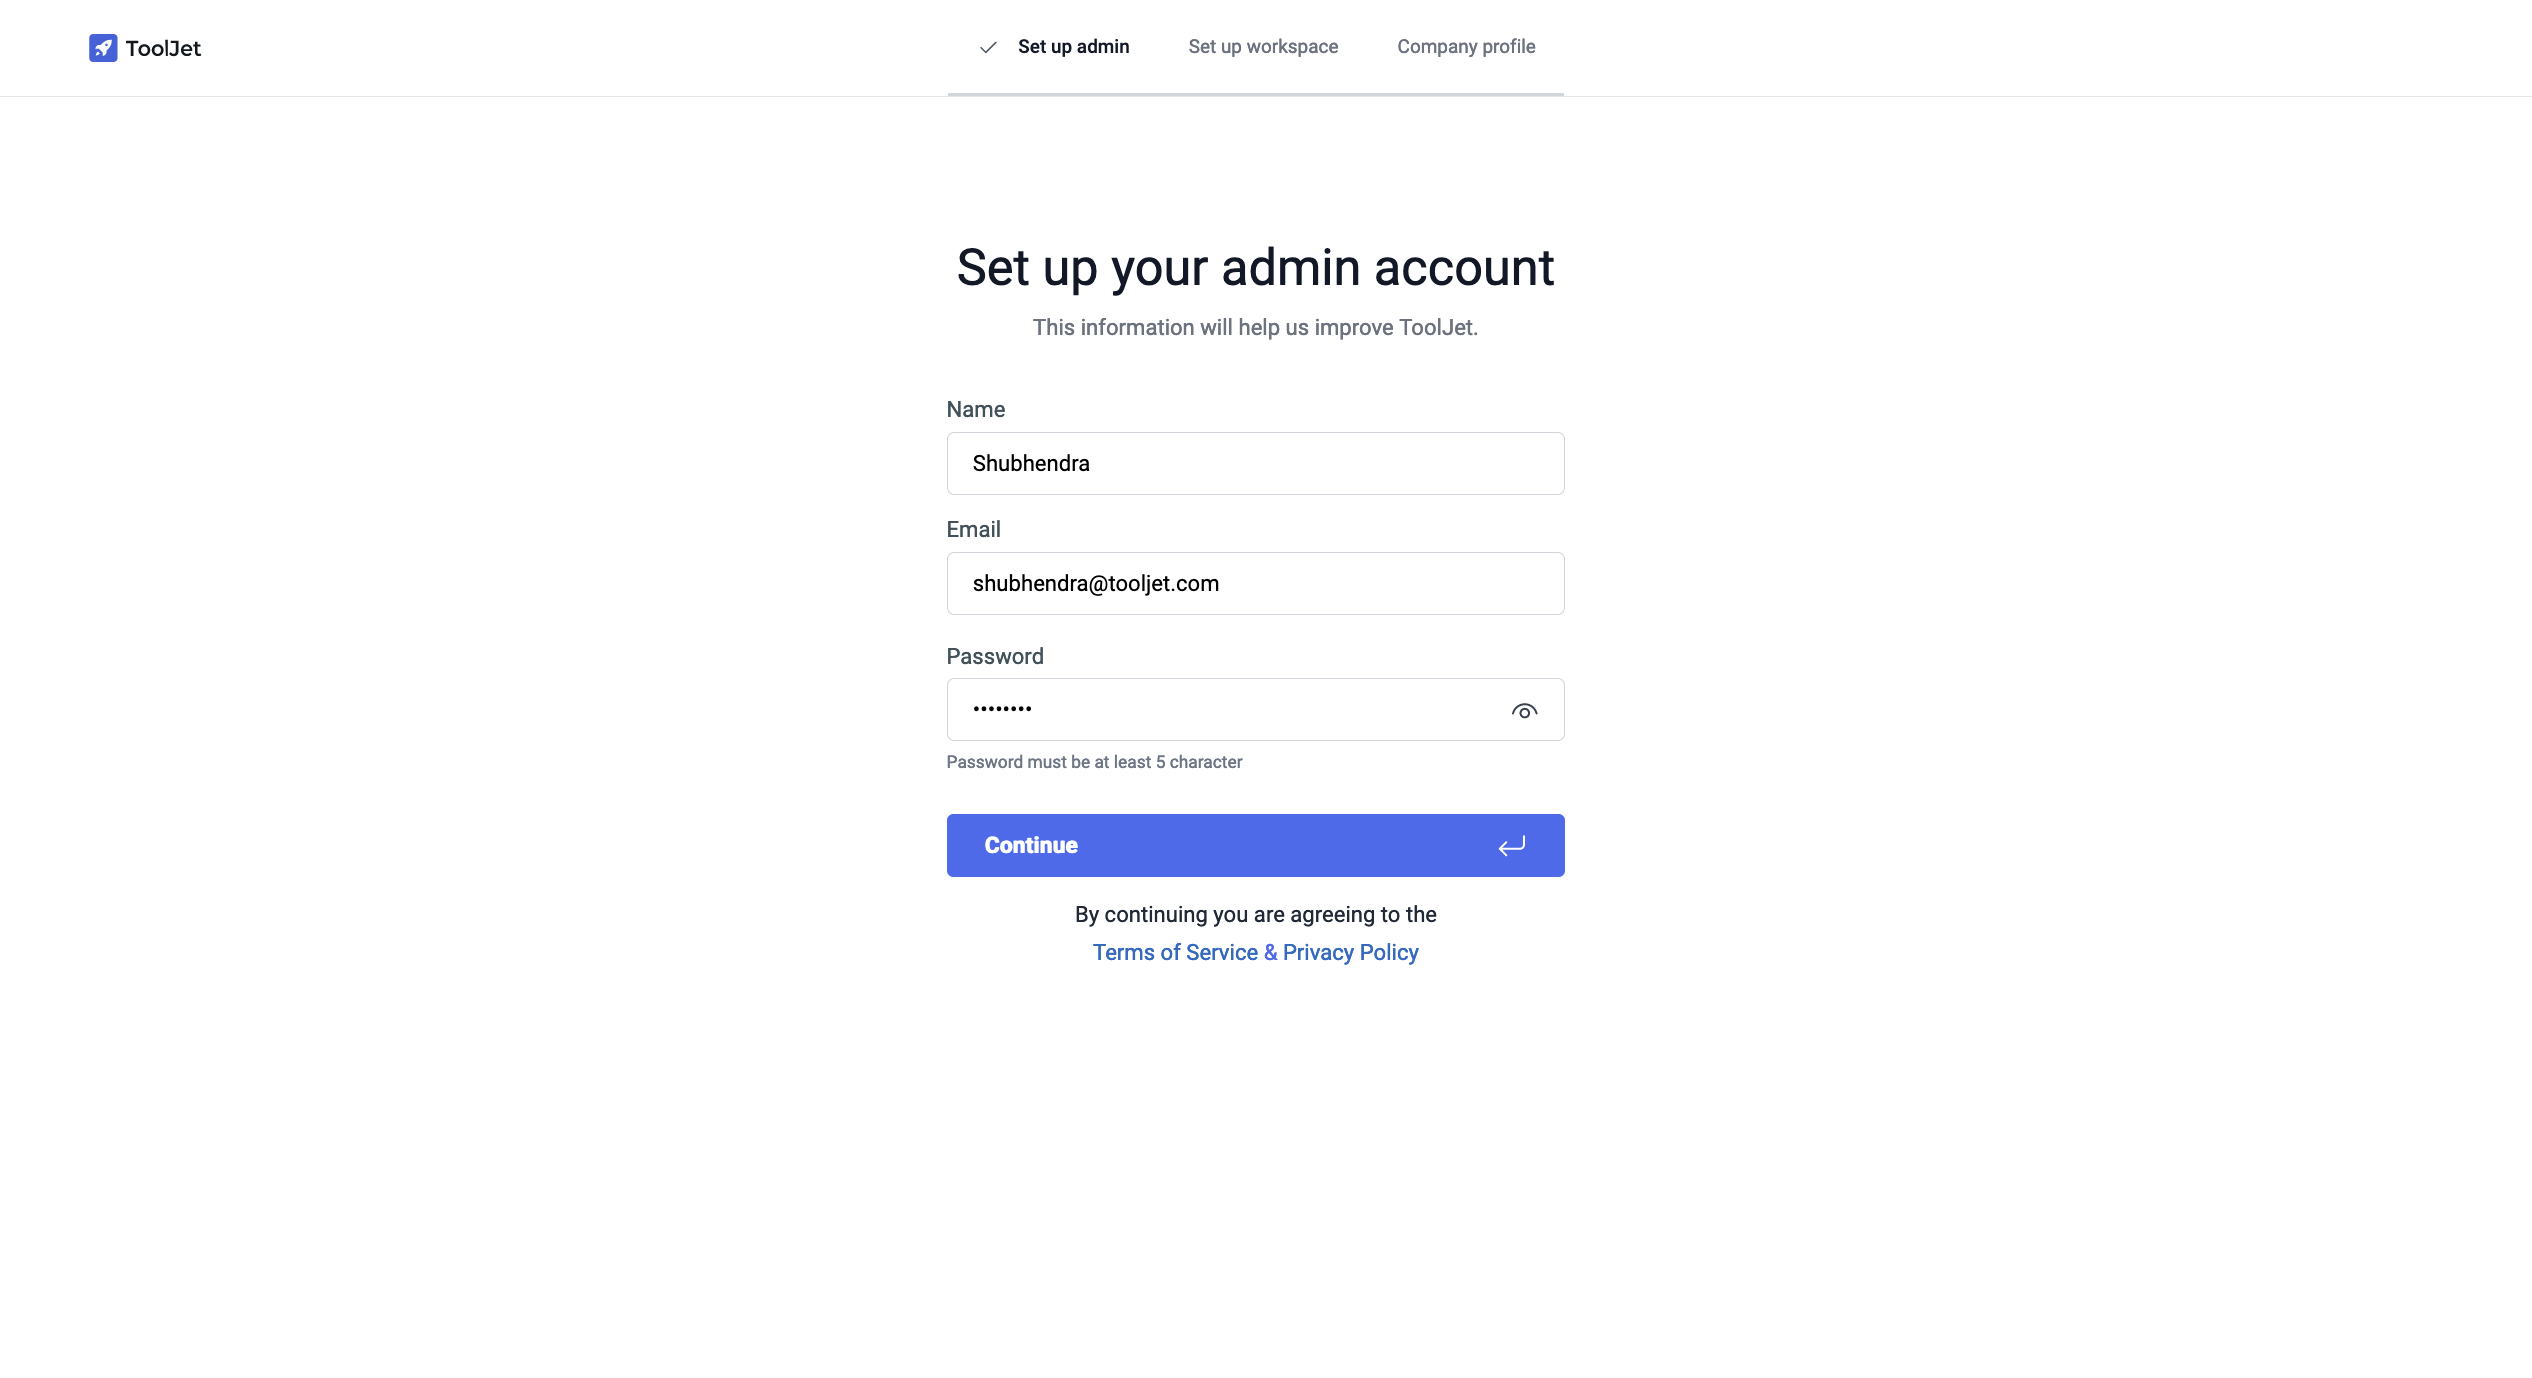 ToolJet
Set up admin
Set up workspace
Company profile
Set up your admin account
This information will help us improve ToolJet.
Name
Shubhendra
Email
shubhendra@tooljet.com
Password
••••••••
Password must be at least 5 character
Continue
By continuing you are agreeing to the
Terms of Service & Privacy Policy